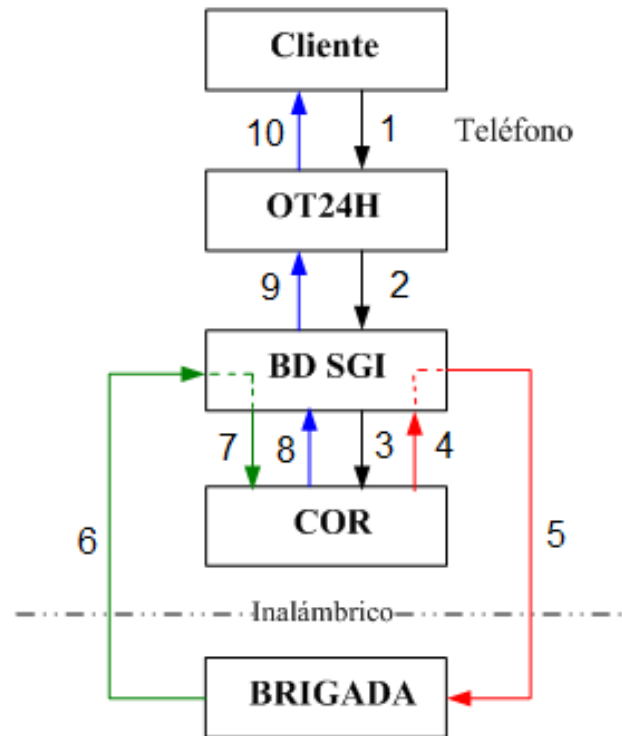 Cliente
10
1
Teléfono
OT24H
9
2
BD SGI
7
8
3
4
6
COR
5
Inalámbrico
BRIGADA